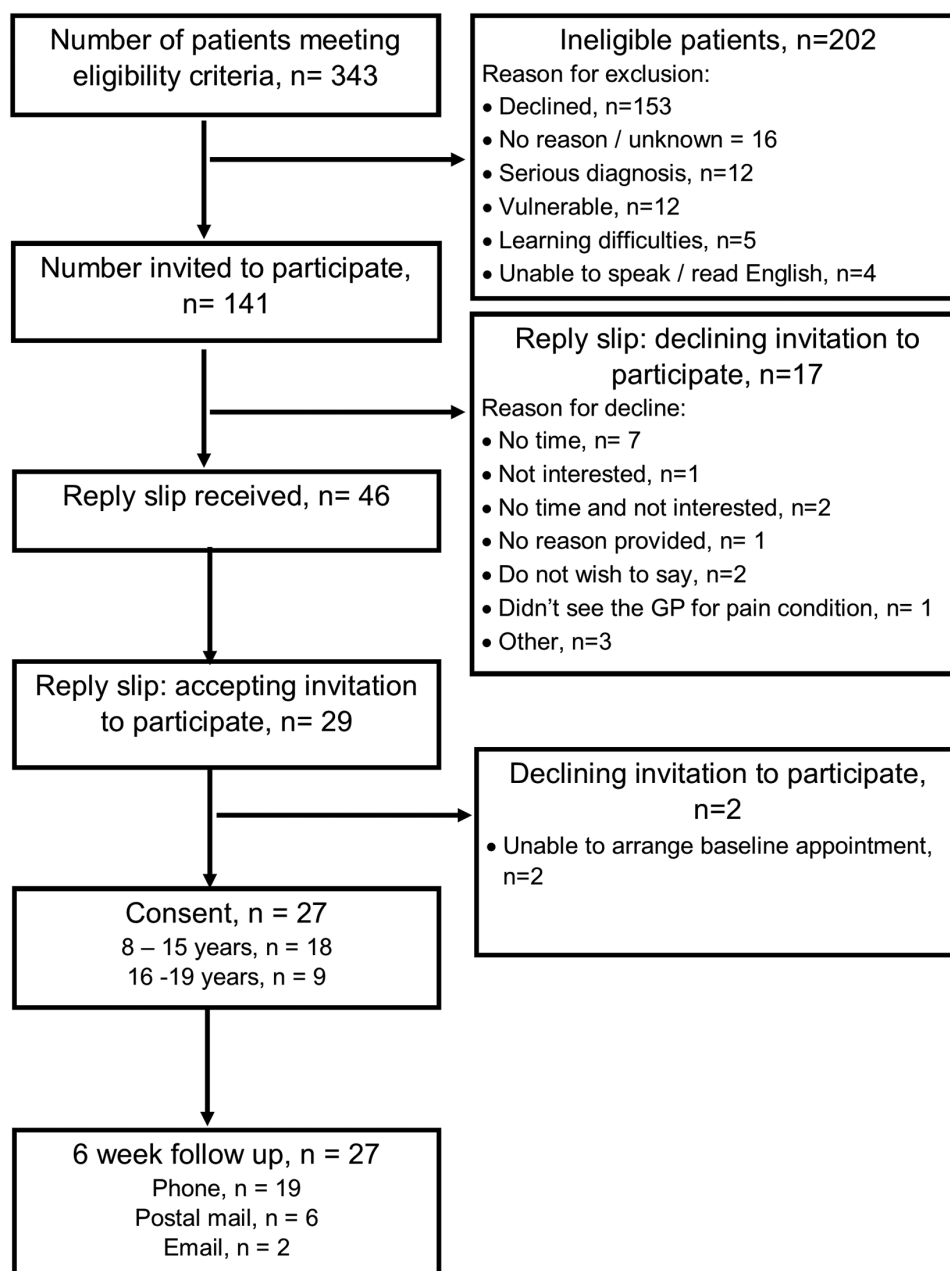 Number of patients meeting
eligibility criteria, n= 343
Ineligible patients, n=202
Reason for exclusion:
• Declined, n=153
• No reason / unknown = 16
• Serious diagnosis, n=12
• Vulnerable, n=12
• Learning difficulties, n=5
• Unable to speak / read English, n=4
Number invited to participate,
n= 141
Reply slip: declining invitation to
participate, n=17
Reason for decline:
• No time, n= 7
• Not interested, n=1
• No time and not interested, n=2
• No reason provided, n= 1
• Do not wish to say, n=2
• Didn't see the GP for pain condition, n= 1
• Other, n=3
Reply slip received, n= 46
Reply slip: accepting invitation
to participate, n= 29
Declining invitation to participate,
n=2
• Unable to arrange baseline appointment,
n=2
Consent, n = 27
8 – 15 years, n = 18
16 -19 years, n = 9
6 week follow up, n = 27
Phone, n = 19
Postal mail, n = 6
Email, n = 2